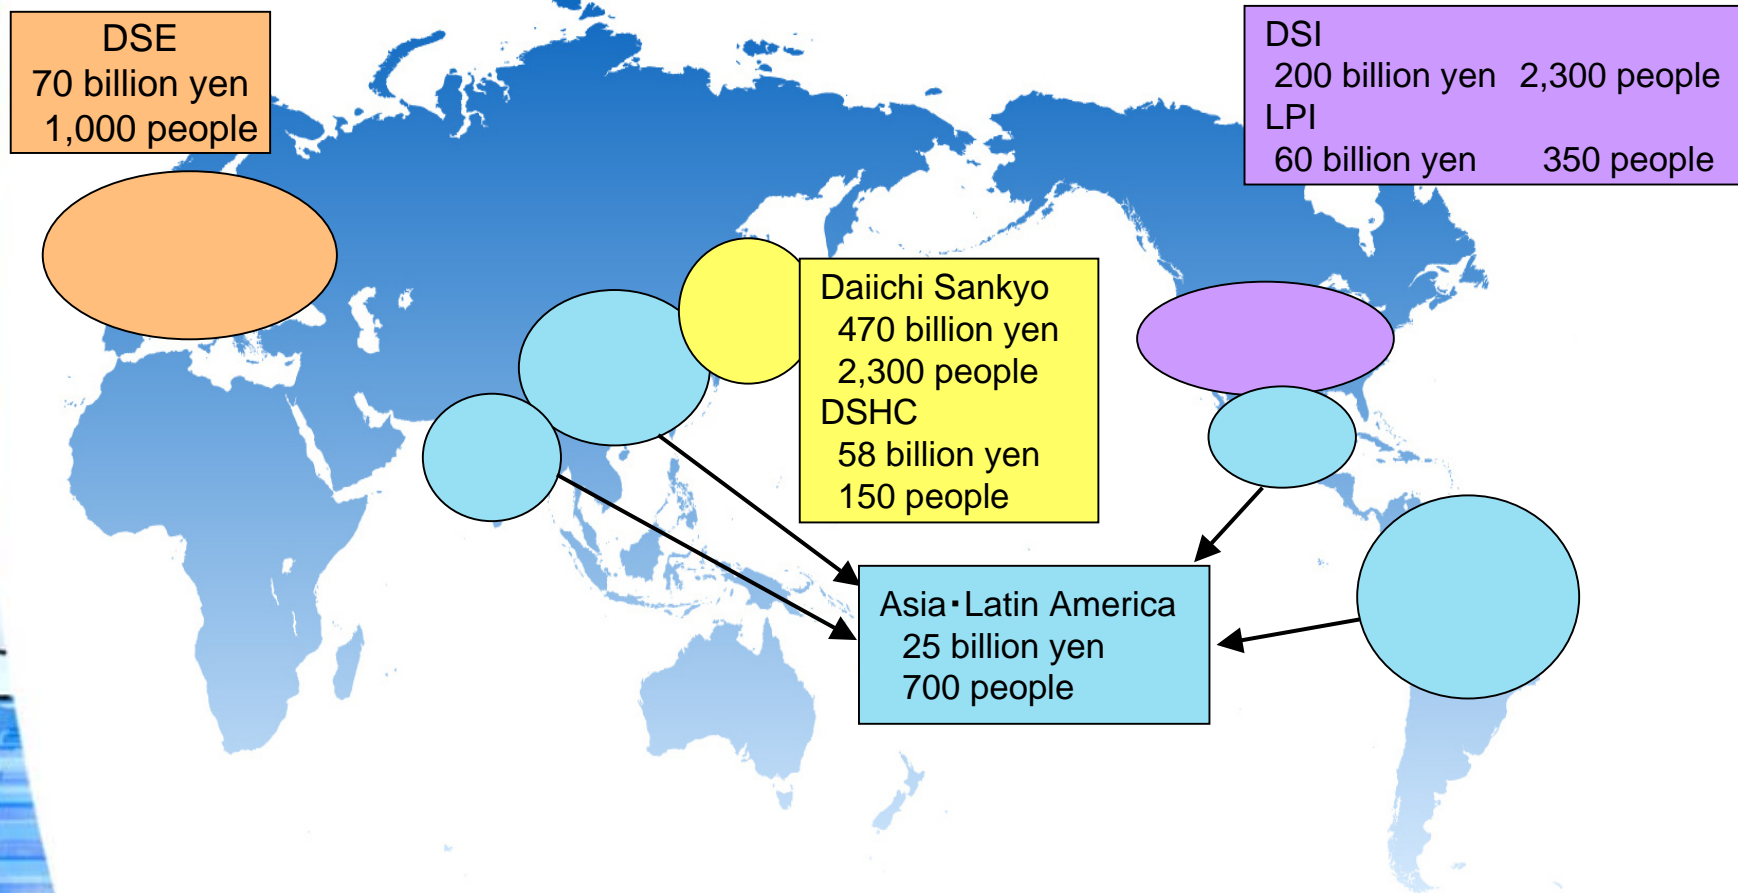 DSE
70 billion yen
1,000 people
DSI
200 billion yen 2,300 people
LPI
60 billion yen 350 people
Daiichi Sankyo
470 billion yen
2,300 people
DSHC
58 billion yen
150 people
Asia・Latin America
25 billion yen
700 people